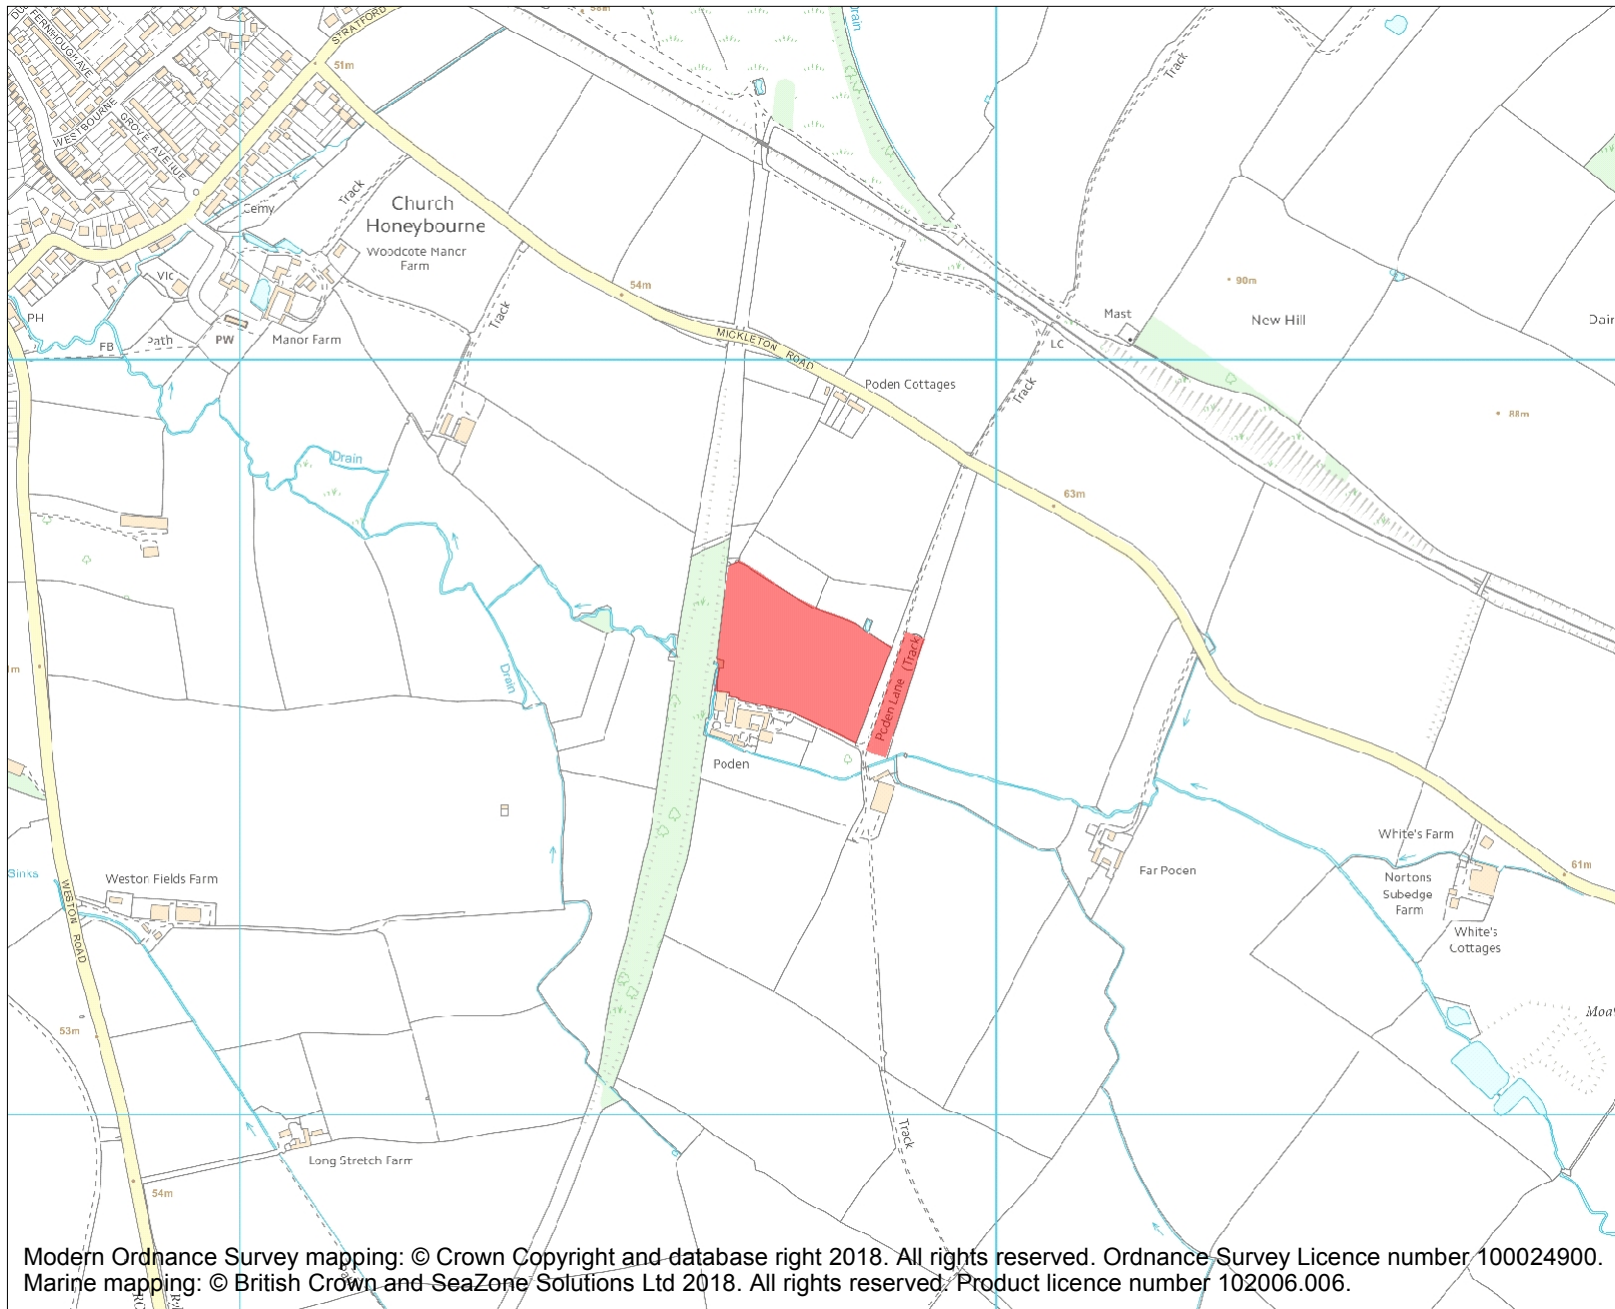 FERNHOUGH AVE
STRATFORD
51m
Drain
WESTBOURNE
GROVE AVENUE
Track
Track
Cemy
Church
Honeybourne
Woodcote Manor
Farm
Vic
90m
54m
Track
Mast
New Hill
PH
FB
Path
PW
Manor Farm
MICKLETON ROAD
LC
Poden Cottages
Track
88m
Drain
63m
Drain
Poden Lane (Track
Poden
Sinks
Weston Fields Farm
WESTON ROAD
Far Poden
White's Farm
61m
Nortons
Subedge
Farm
White's
Cottages
53m
Track
Long Stretch Farm
54m
Modern Ordnance Survey mapping: © Crown Copyright and database right 2018. All rights reserved. Ordnance Survey Licence number 100024900.
Marine mapping: © British Crown and SeaZone Solutions Ltd 2018. All rights reserved. Product licence number 102006.006.